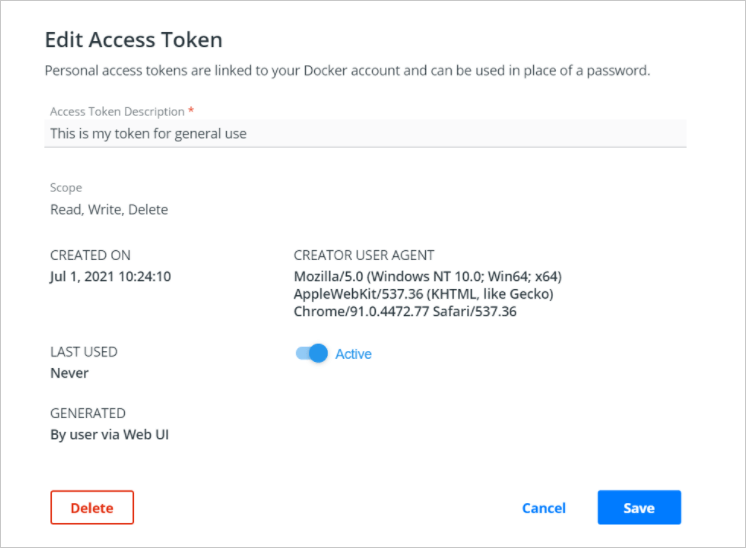 Edit Access Token
Personal access tokens are linked to your Docker account and can be used in place of a password.
Access Token Description *
This is my token for general use
Scope
Read, Write, Delete
CREATED ON
Jul 1, 2021 10:24:10
CREATOR USER AGENT
Mozilla/5.0 (Windows NT 10.0; Win64; x64)
AppleWebKit/537.36 (KHTML, like Gecko)
Chrome/91.0.4472.77 Safari/537.36
LAST USED
Never
Active
GENERATED
By user via Web UI
Delete
Cancel
Save